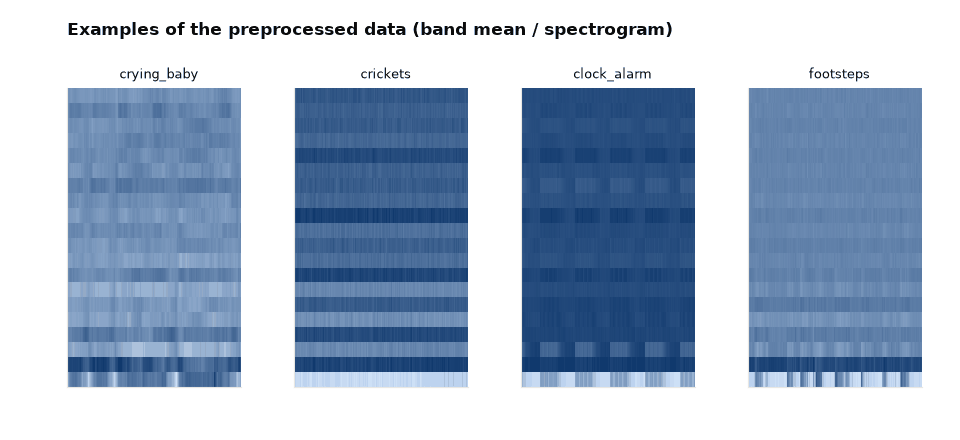 Examples of the preprocessed data (band mean / spectrogram)
crying_baby
crickets
clock_alarm
footsteps